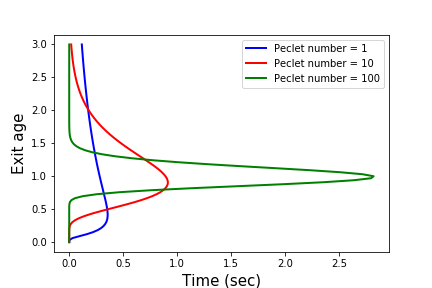 Peclet number = 1
Peclet number = 10
Peclet number = 100
Exit age
3.0
2.5
2.0
1.5
1.0
0.5
0.0
0.0 0.5 1.0 1.5 2.0 2.5
Time (sec)